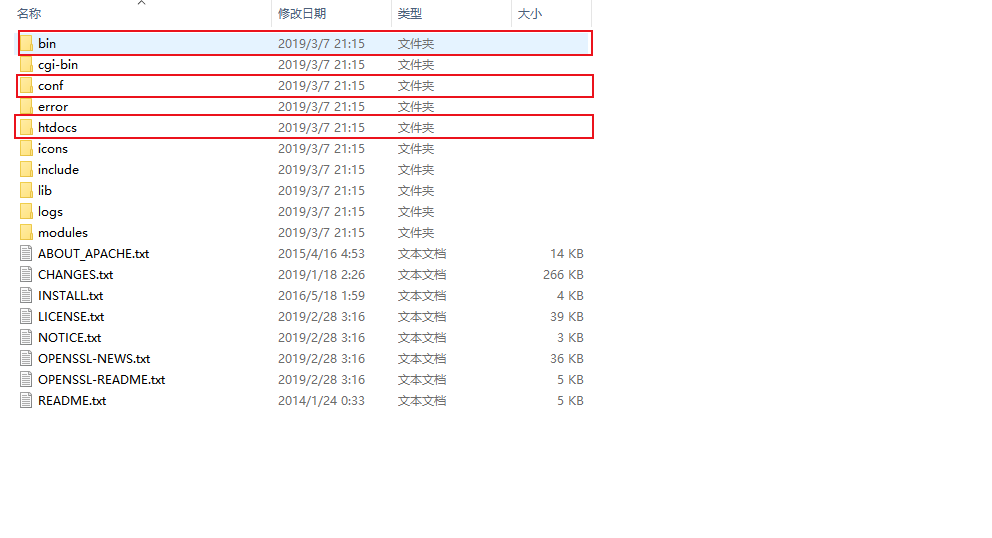 名称 修改日期 类型 大小
bin 2019/3/7 21:15 文件夹
cgi-bin 2019/3/7 21:15 文件夹
conf 2019/3/7 21:15 文件夹
error 2019/3/7 21:15 文件夹
htdocs 2019/3/7 21:15 文件夹
icons 2019/3/7 21:15 文件夹
include 2019/3/7 21:15 文件夹
lib 2019/3/7 21:15 文件夹
logs 2019/3/7 21:15 文件夹
modules 2019/3/7 21:15 文件夹
ABOUT_APACHE.txt 2015/4/16 4:53 文本文档 14 KB
CHANGES.txt 2019/1/18 2:26 文本文档 266 KB
INSTALL.txt 2016/5/18 1:59 文本文档 4 KB
LICENSE.txt 2019/2/28 3:16 文本文档 39 KB
NOTICE.txt 2019/2/28 3:16 文本文档 3 KB
OPENSSL-NEWS.txt 2019/2/28 3:16 文本文档 36 KB
OPENSSL-README.txt 2019/2/28 3:16 文本文档 5 KB
README.txt 2014/1/24 0:33 文本文档 5 KB